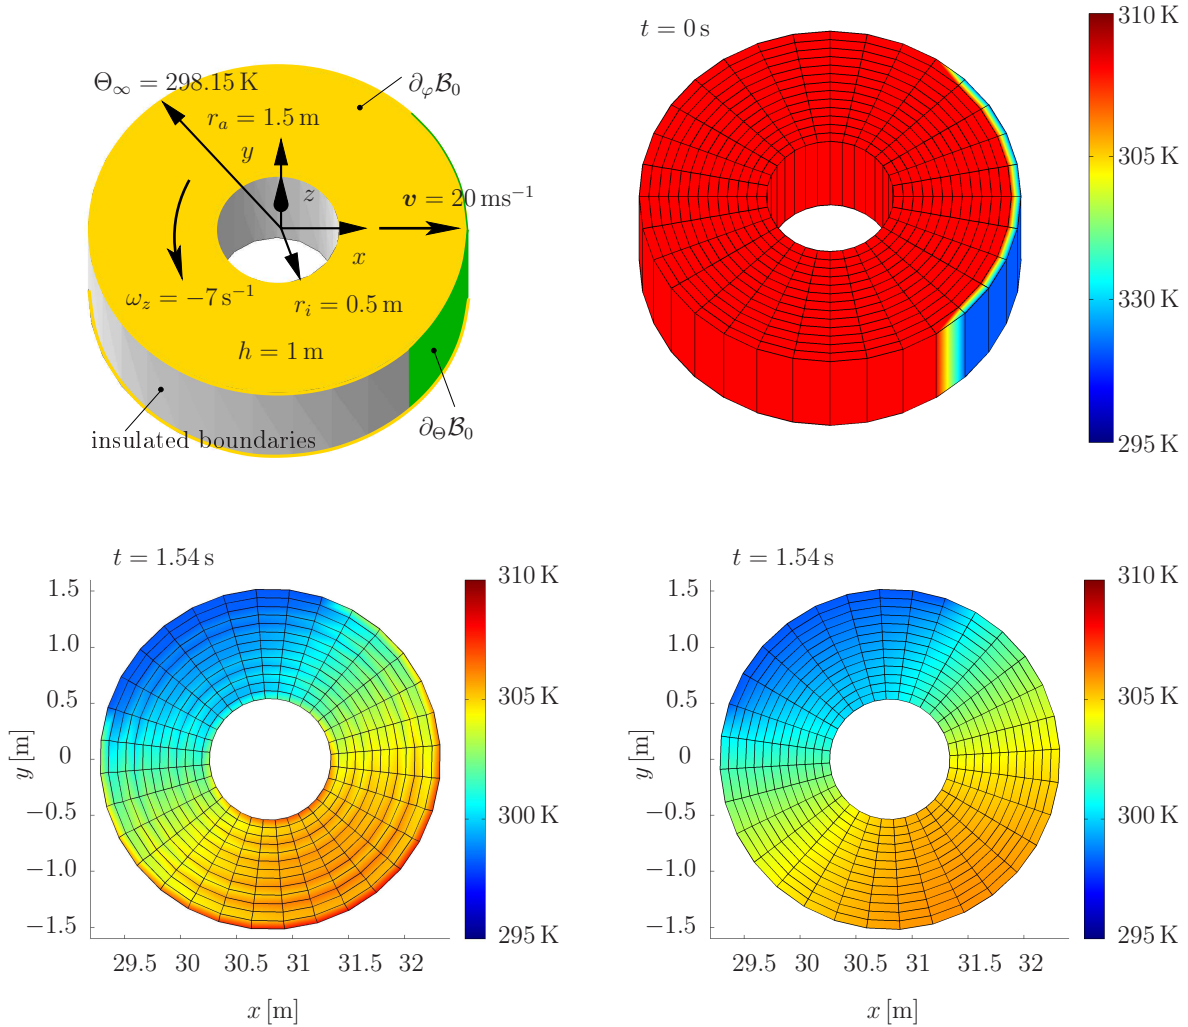 Θ∞ = 298.15 K
∂φB0
ra = 1.5 m
y
z
v = 20 ms−1
x
ωz = −7 s−1
ri = 0.5 m
h = 1 m
∂ΘB0
insulated boundaries
t = 0 s
310 K
305 K
330 K
295 K
t = 1.54 s
1.5
1.0
0.5
0
−0.5
−1.0
−1.5
y [m]
29.5 30 30.5 31 31.5 32
x [m]
310 K
305 K
300 K
295 K
t = 1.54 s
1.5
1.0
0.5
0
−0.5
−1.0
−1.5
y [m]
29.5 30 30.5 31 31.5 32
x [m]
310 K
305 K
300 K
295 K